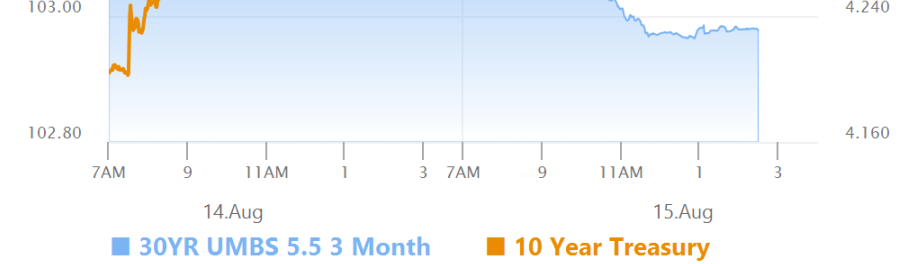 103.00 4.240
102.80 4.160
7AM 9 11AM 1 3 7AM 9 11AM 1 3
14.Aug 15.Aug
30YR UMBS 5.5 3 Month 10 Year Treasury